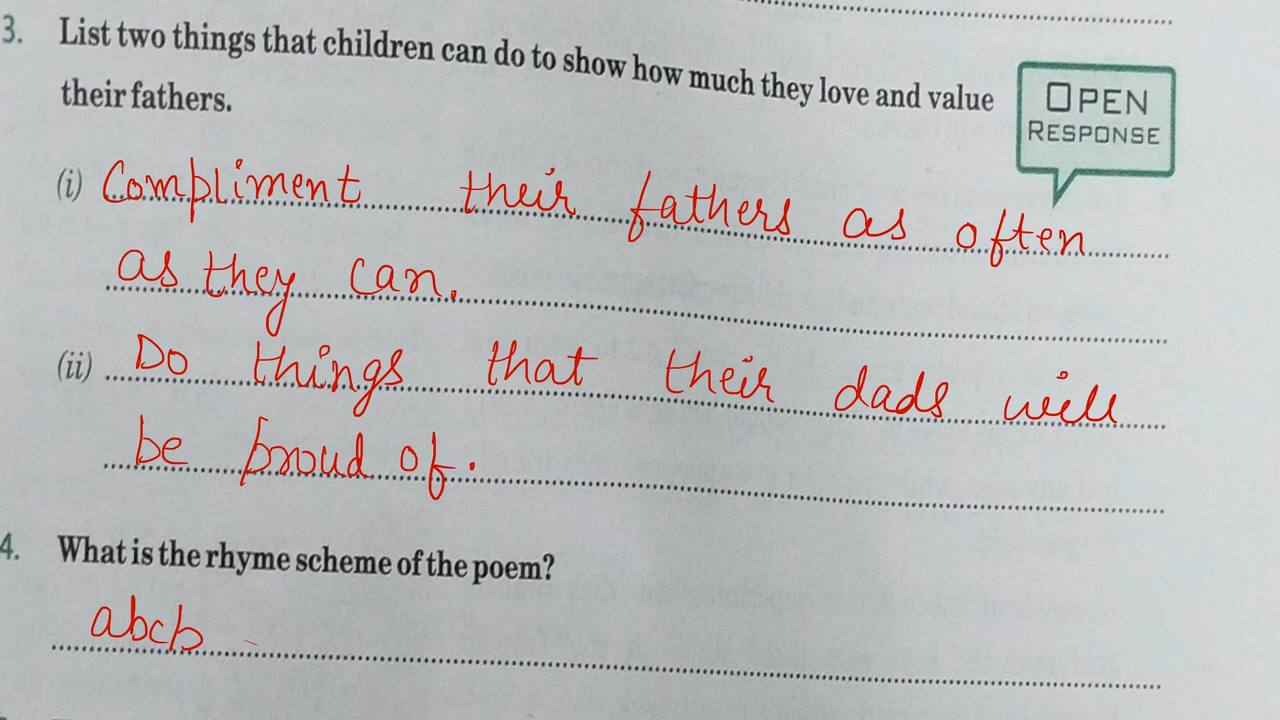 3. List two things that children can do to show how much they love and value
their fathers.
OPEN
RESPONSE
(i) Compliment their fathers as often
as they can.
(ii) Do things that their dads will
be proud of.
4. What is the rhyme scheme of the poem?
abcb